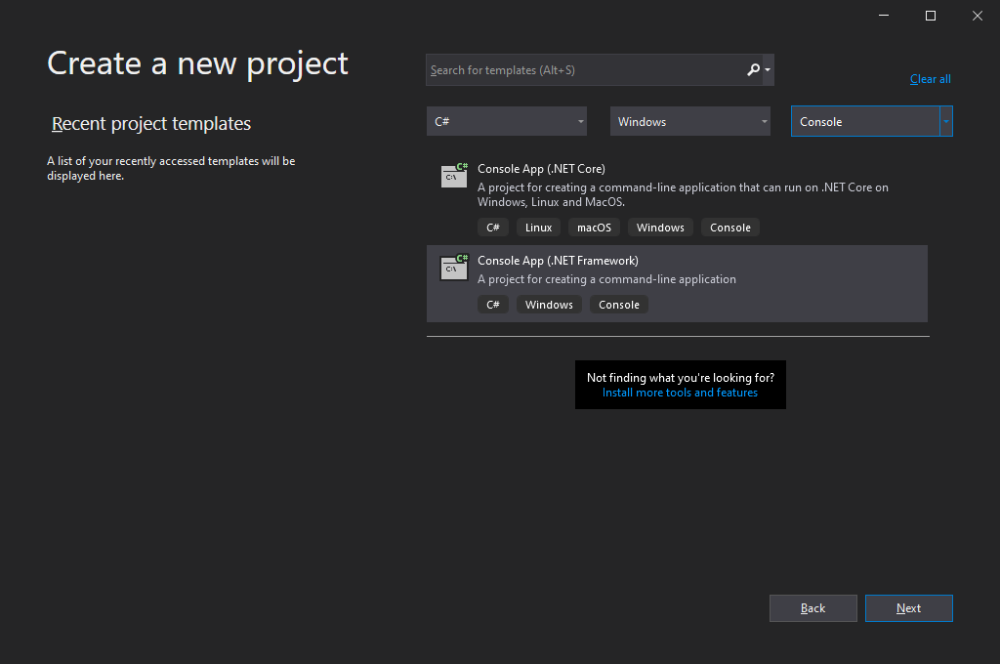 Create a new project
Search for templates (Alt+S)
Clear all
Recent project templates
A list of your recently accessed templates will be
displayed here.
C#
Windows
Console
C#
C:\
Console App (.NET Core)
A project for creating a command-line application that can run on .NET Core on
Windows, Linux and MacOS.
C# Linux macOS Windows Console
C#
C:\
Console App (.NET Framework)
A project for creating a command-line application
C# Windows Console
Not finding what you're looking for?
Install more tools and features
Back
Next